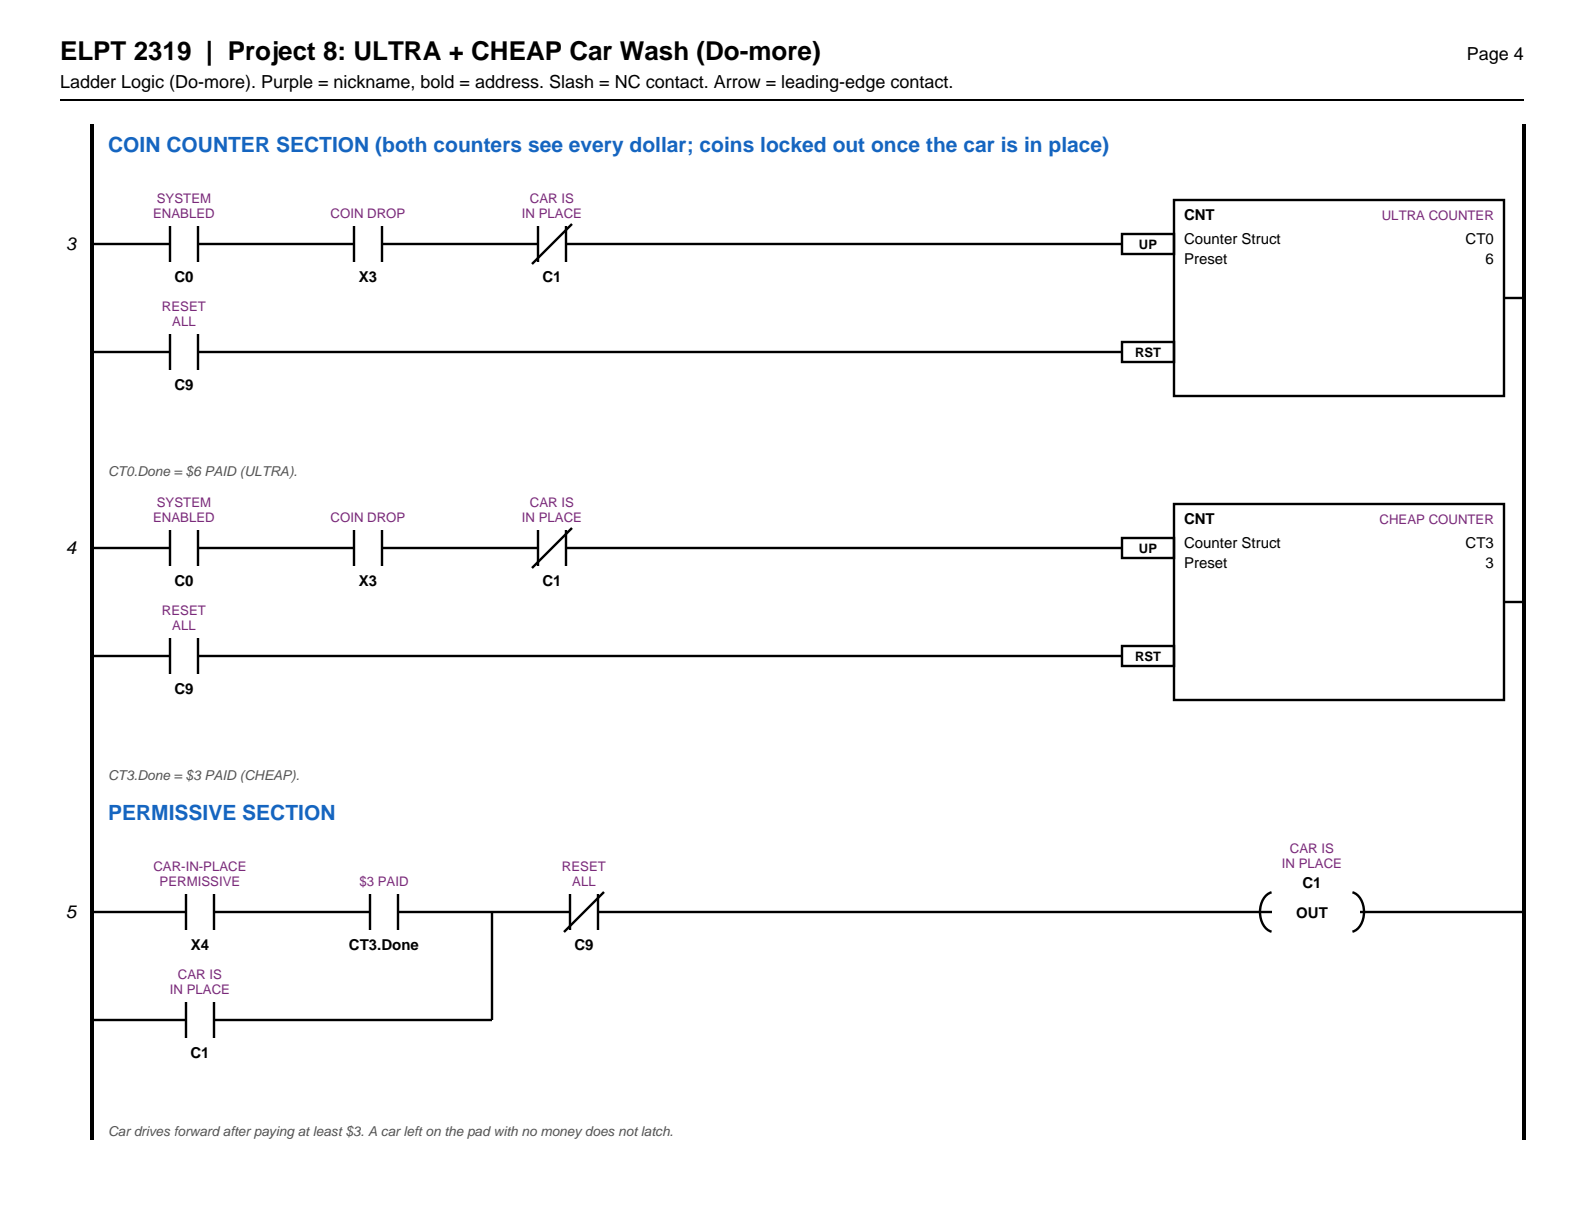 ELPT 2319 | Project 8: ULTRA + CHEAP Car Wash (Do-more)
Page 4
Ladder Logic (Do-more). Purple = nickname, bold = address. Slash = NC contact. Arrow = leading-edge contact.
COIN COUNTER SECTION (both counters see every dollar; coins locked out once the car is in place)
SYSTEM
ENABLED
COIN DROP
CAR IS
IN PLACE
3
C0
X3
C1
UP
CNT
ULTRA COUNTER
Counter Struct
CT0
Preset
6
RESET
ALL
C9
RST
CT0.Done = $6 PAID (ULTRA).
SYSTEM
ENABLED
COIN DROP
CAR IS
IN PLACE
4
C0
X3
C1
UP
CNT
CHEAP COUNTER
Counter Struct
CT3
Preset
3
RESET
ALL
C9
RST
CT3.Done = $3 PAID (CHEAP).
PERMISSIVE SECTION
CAR-IN-PLACE
PERMISSIVE
$3 PAID
RESET
ALL
CAR IS
IN PLACE
C1
5
OUT
X4
CT3.Done
C9
CAR IS
IN PLACE
C1
Car drives forward after paying at least $3. A car left on the pad with no money does not latch.